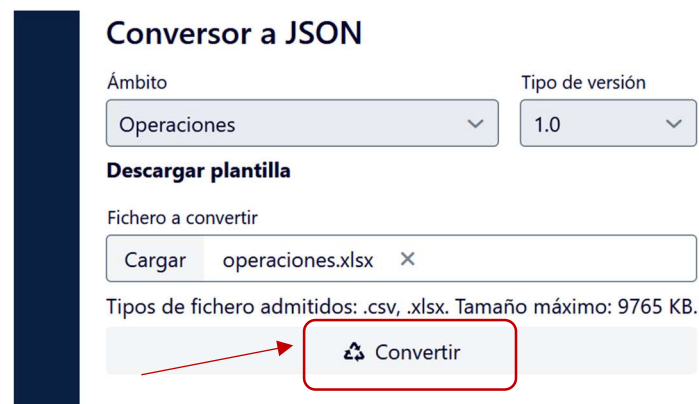 Conversor a JSON
Ámbito Tipo de versión
Operaciones 1.0
Descargar plantilla
Fichero a convertir
Cargar operaciones.xlsx
Tipos de fichero admitidos: .csv, .xlsx. Tamaño máximo: 9765 KB.
Convertir